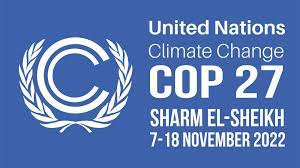 United Nations
Climate Change
COP 27
SHARM EL-SHEIKH
7-18 NOVEMBER 2022